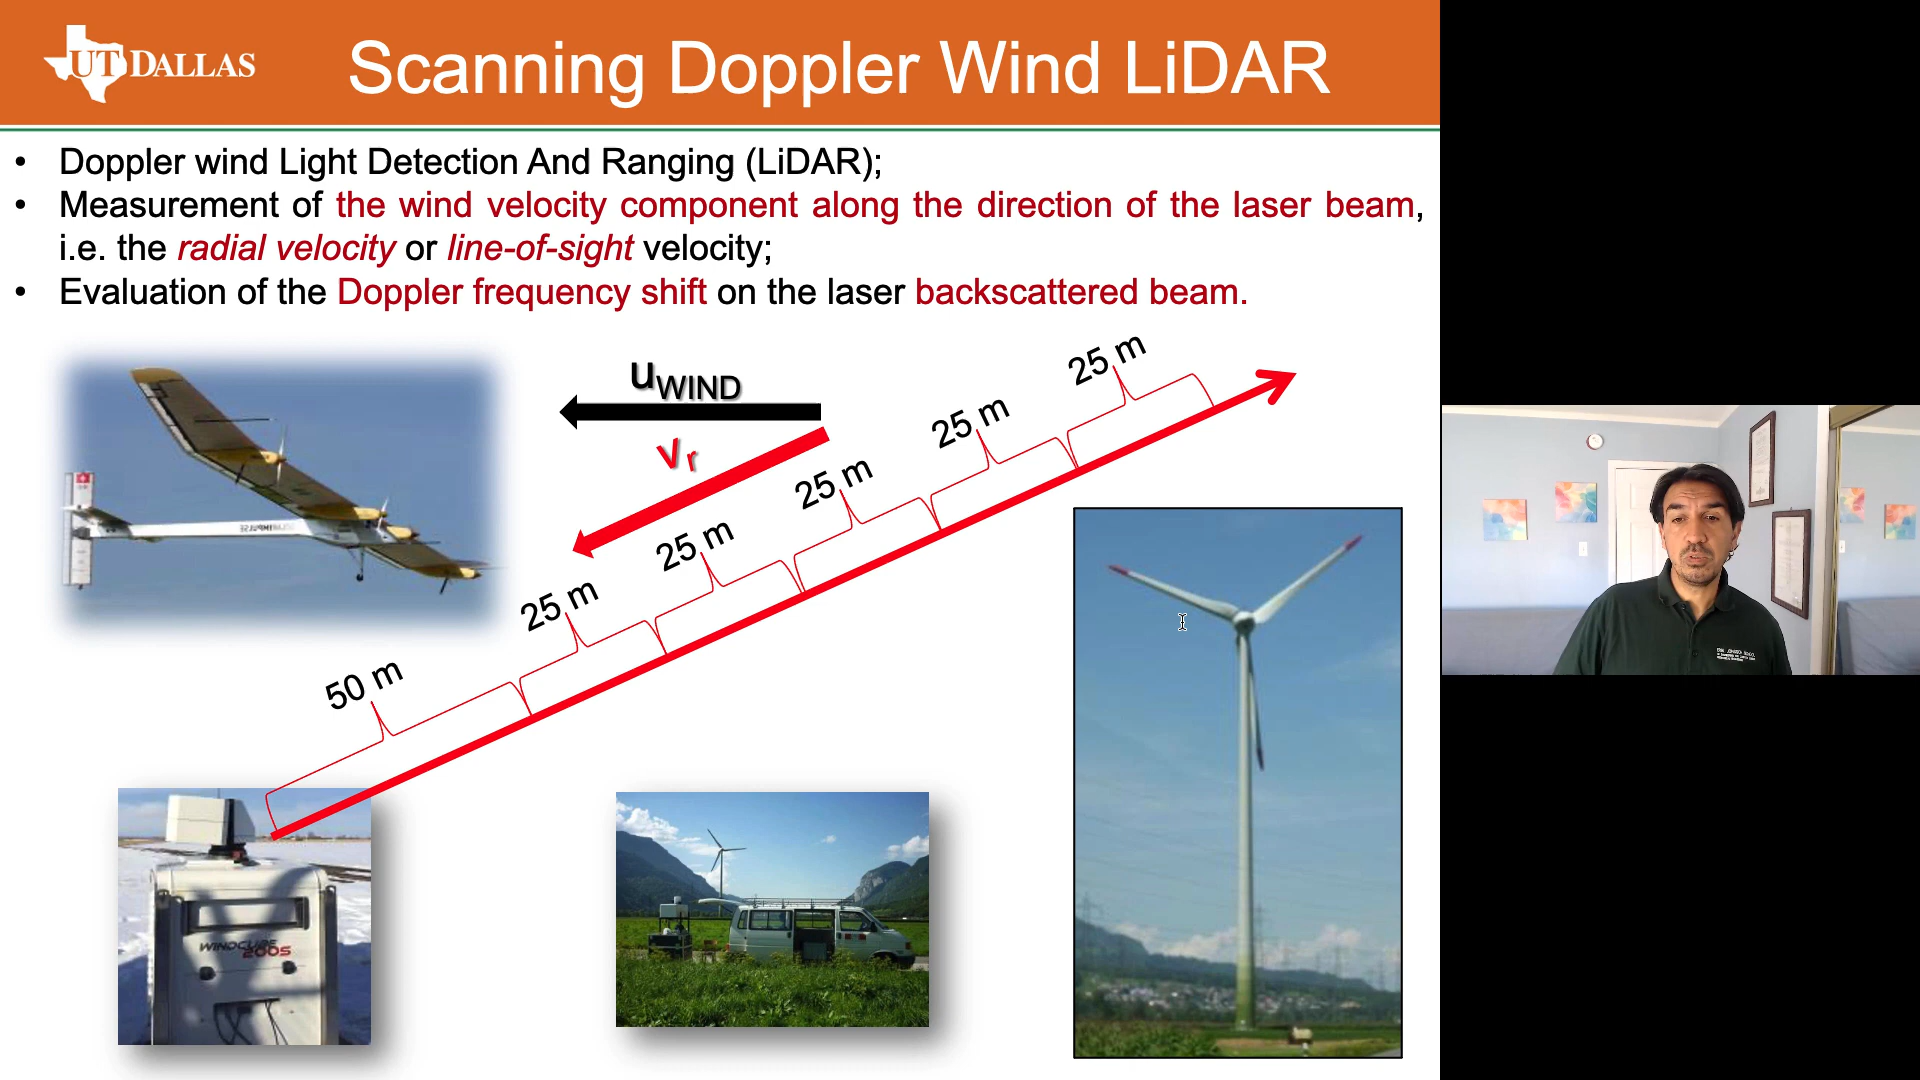 UT DALLAS
Scanning Doppler Wind LiDAR
• Doppler wind Light Detection And Ranging (LiDAR);
• Measurement of the wind velocity component along the direction of the laser beam,
i.e. the radial velocity or line-of-sight velocity;
• Evaluation of the Doppler frequency shift on the laser backscattered beam.
uWIND
vr
25 m
25 m
25 m
25 m
25 m
50 m
WINDCUBE
200S